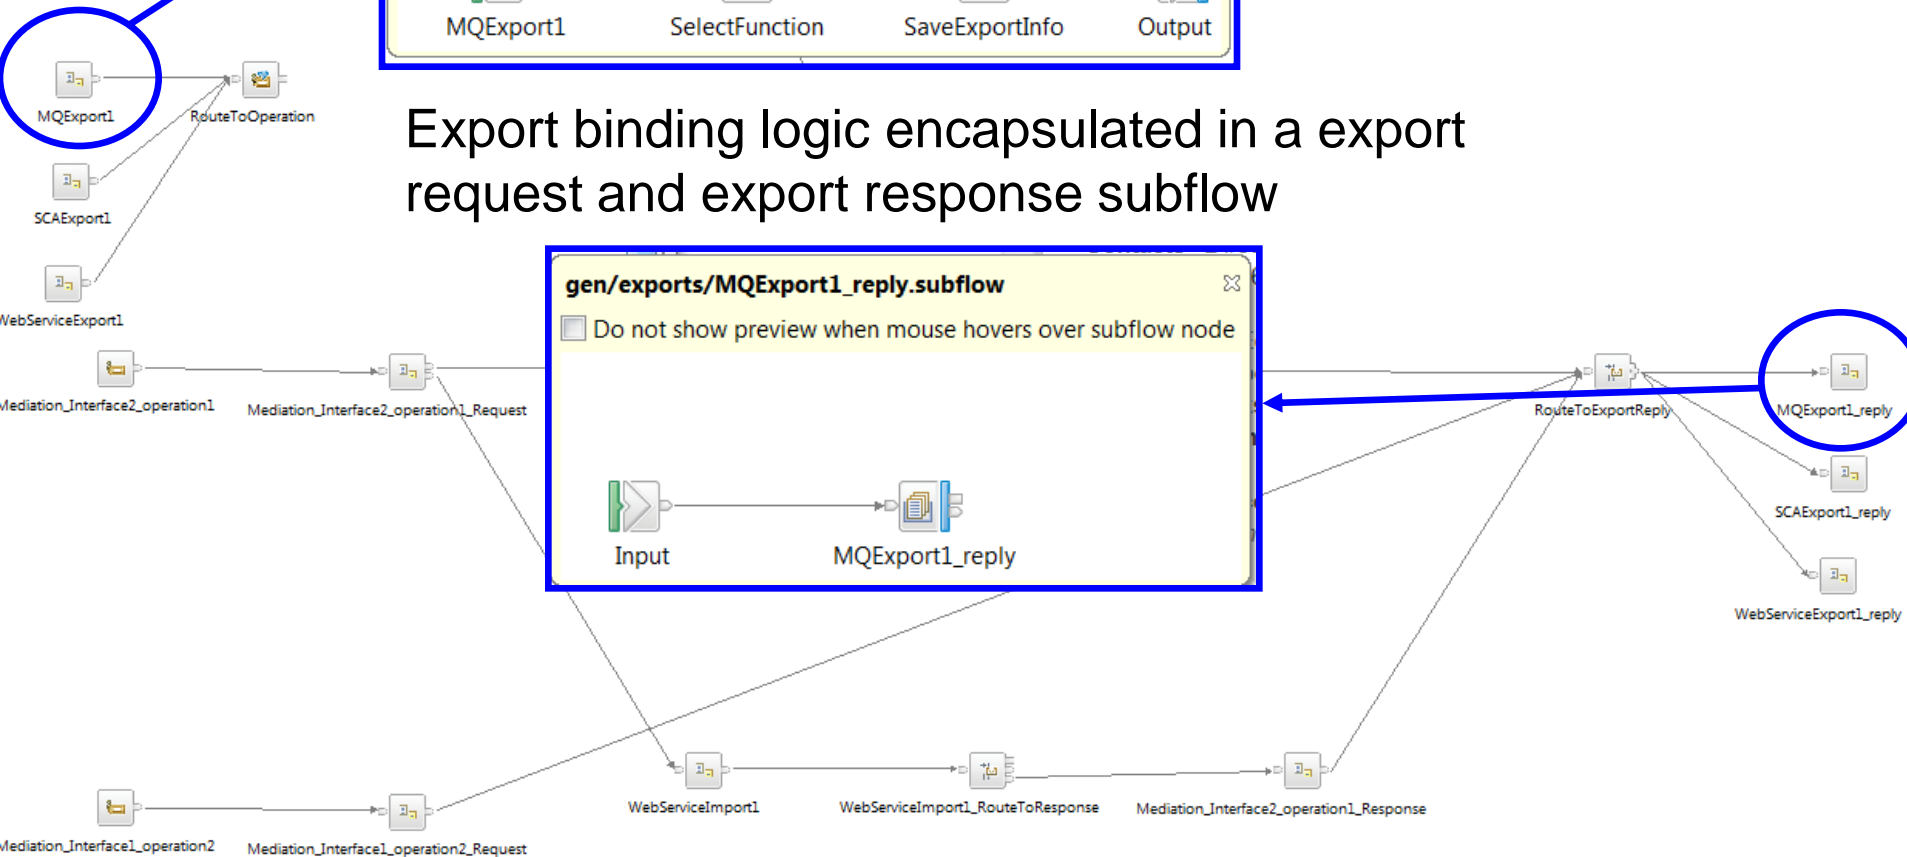 MQExport1 SelectFunction SaveExportInfo Output
MQExport1 RouteToOperation
Export binding logic encapsulated in a export
request and export response subflow
SCAExport1
WebServiceExport1
gen/exports/MQExport1_reply.subflow
Do not show preview when mouse hovers over subflow node
Mediation_Interface2_operation1 Mediation_Interface2_operation1_Request
RouteToExportReply MQExport1_reply
SCAExport1_reply
Input MQExport1_reply
WebServiceExport1_reply
WebServiceImport1 WebServiceImport1_RouteToResponse Mediation_Interface2_operation1_Response
Mediation_Interface1_operation2 Mediation_Interface1_operation2_Request